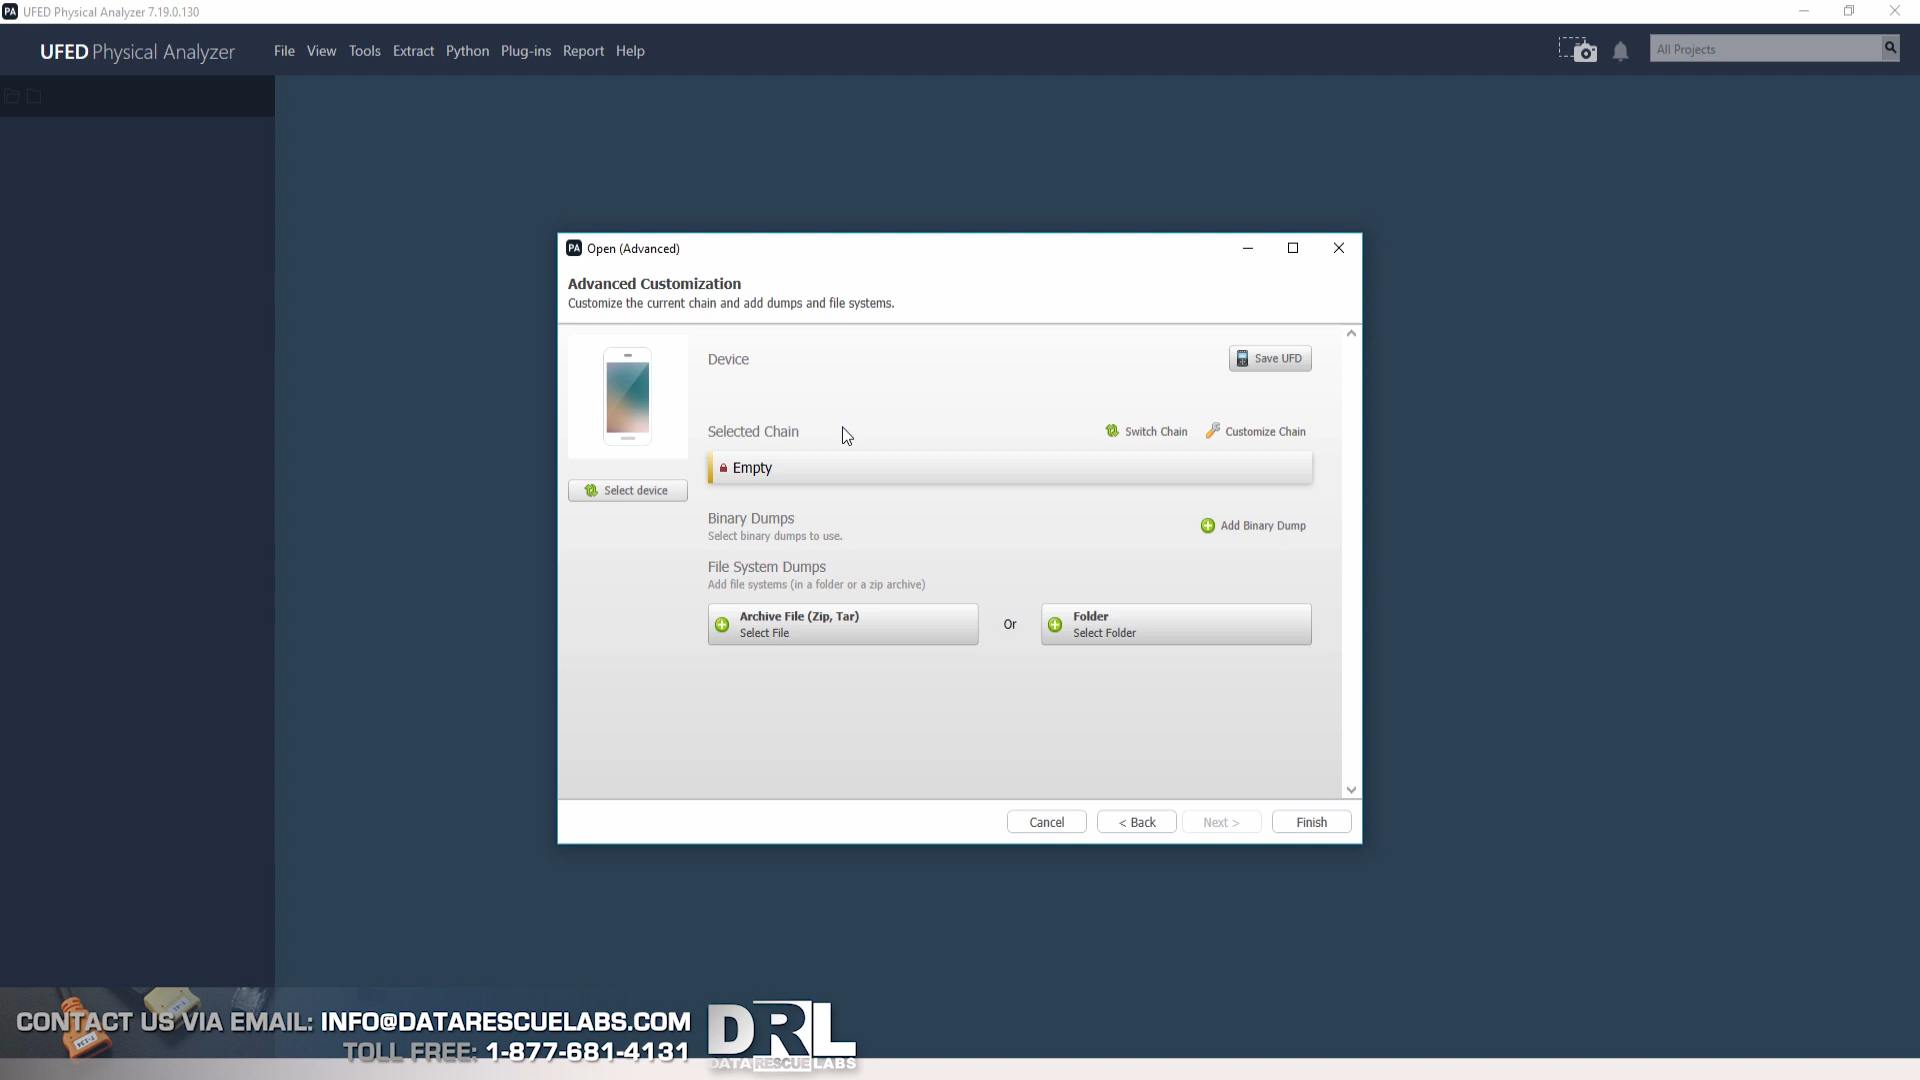 PA UFED Physical Analyzer 7.19.0.130
UFED Physical Analyzer File View Tools Extract Python Plug-ins Report Help All Projects
PA Open (Advanced)
Advanced Customization
Customize the current chain and add dumps and file systems.
Device Save UFD
Selected Chain Switch Chain Customize Chain
Empty
Select device
Binary Dumps
Select binary dumps to use.
Add Binary Dump
File System Dumps
Add file systems (in a folder or a zip archive)
Archive File (Zip, Tar)
Select File
Or
Folder
Select Folder
Cancel < Back Next > Finish
CONTACT US VIA EMAIL: INFO@DATARESCUELABS.COM
TOLL FREE: 1-877-681-4131
DRL
DATA RESCUE LABS